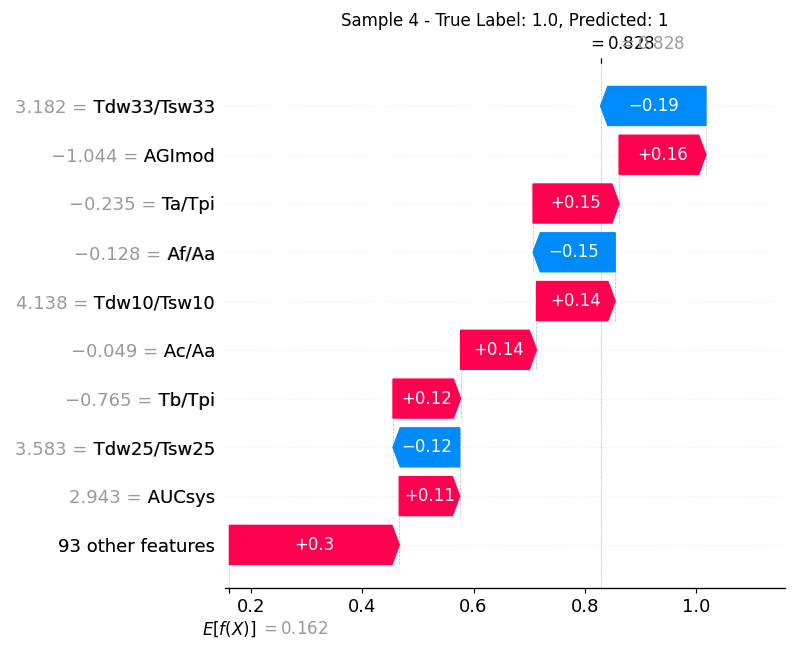 Sample 4 - True Label: 1.0, Predicted: 1
= 0.828
3.182 = Tdw33/Tsw33
−0.19
−1.044 = AGImod
+0.16
−0.235 = Ta/Tpi
+0.15
−0.128 = Af/Aa
−0.15
4.138 = Tdw10/Tsw10
+0.14
−0.049 = Ac/Aa
+0.14
−0.765 = Tb/Tpi
+0.12
3.583 = Tdw25/Tsw25
−0.12
2.943 = AUCsys
+0.11
93 other features
+0.3
0.2 0.4 0.6 0.8 1.0
E[f(X)] = 0.162